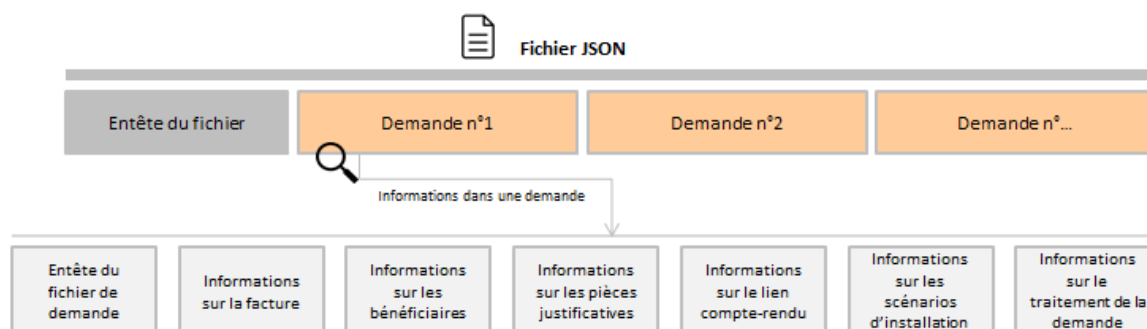 Fichier JSON
Entête du fichier
Demande n°1
Demande n°2
Demande n°...
Informations dans une demande
Entête du
fichier de
demande
Informations
sur la facture
Informations
sur les
bénéficiaires
Informations
sur les pièces
justificatives
Informations
sur le lien
compte-rendu
Informations
sur les
scénarios
d'installation
Informations
sur le
traitement de la
demande